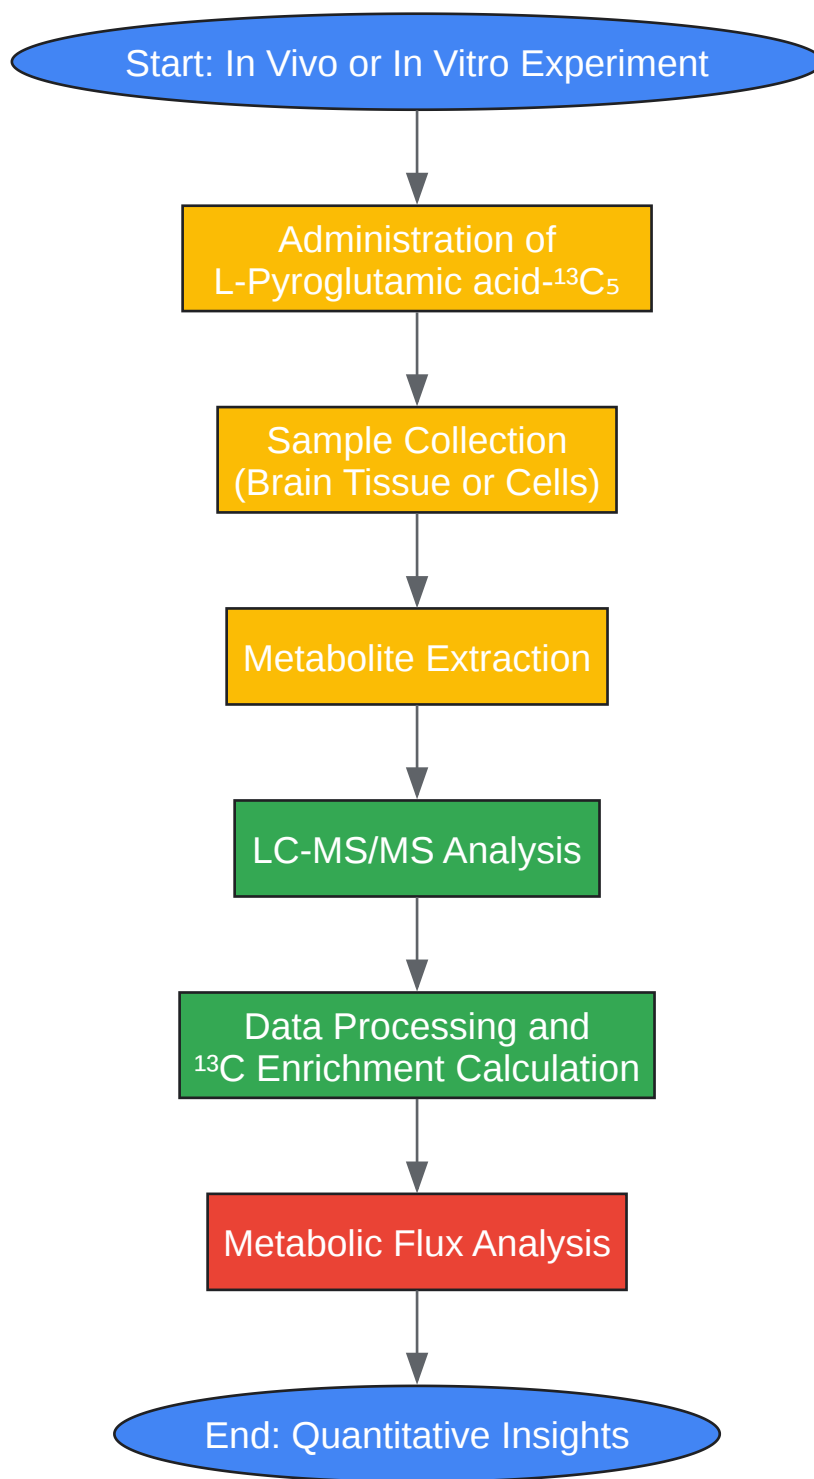 Start: In Vivo or In Vitro Experiment
Administration of
L-Pyroglutamic acid-¹³C₅
Sample Collection
(Brain Tissue or Cells)
Metabolite Extraction
LC-MS/MS Analysis
Data Processing and
¹³C Enrichment Calculation
Metabolic Flux Analysis
End: Quantitative Insights